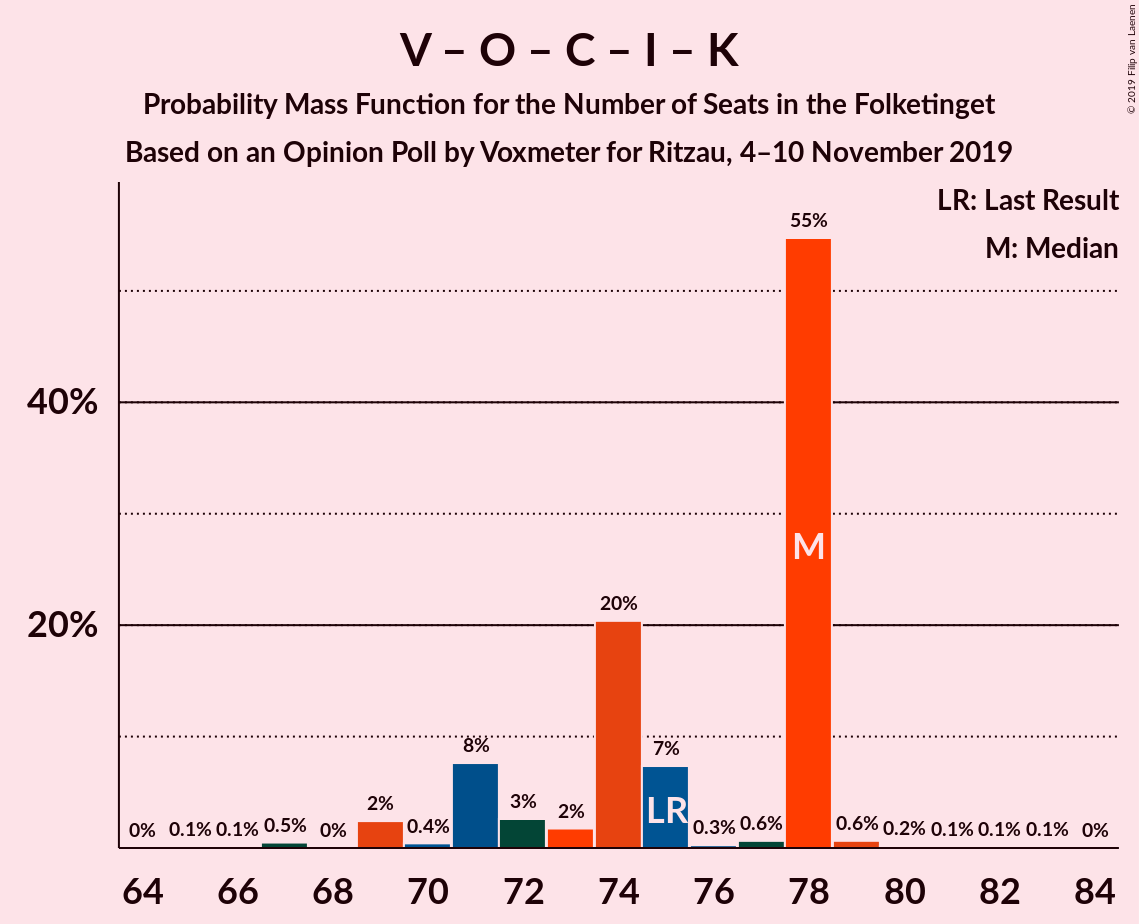 V – O – C – I – K
Probability Mass Function for the Number of Seats in the Folketinget
Based on an Opinion Poll by Voxmeter for Ritzau, 4–10 November 2019
© 2019 Filip van Laenen
LR: Last Result
M: Median
40%
20%
0% 0.1% 0.1% 0.5% 0% 2% 0.4% 8% 3% 2% 20% 7% 0.3% 0.6% 55% 0.6% 0.2% 0.1% 0.1% 0.1% 0%
LR
M
64 66 68 70 72 74 76 78 80 82 84